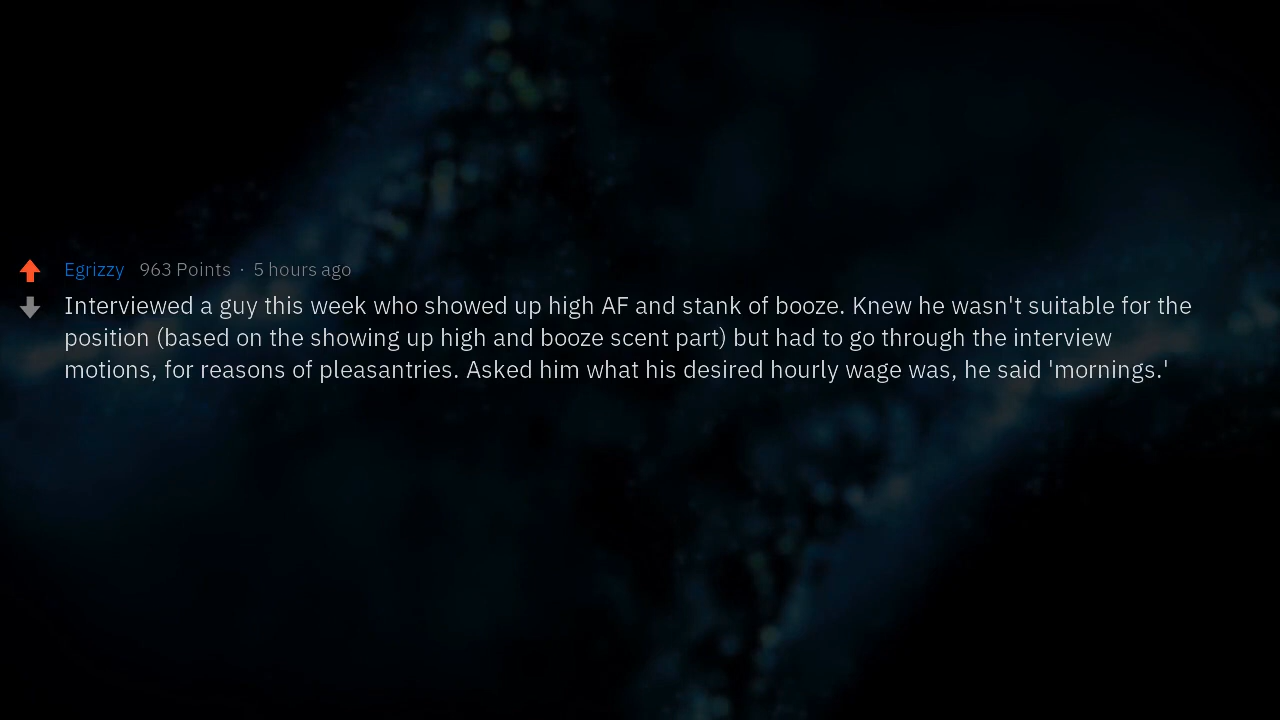 Egrizzy 963 Points · 5 hours ago
Interviewed a guy this week who showed up high AF and stank of booze. Knew he wasn't suitable for the
position (based on the showing up high and booze scent part) but had to go through the interview
motions, for reasons of pleasantries. Asked him what his desired hourly wage was, he said 'mornings.'